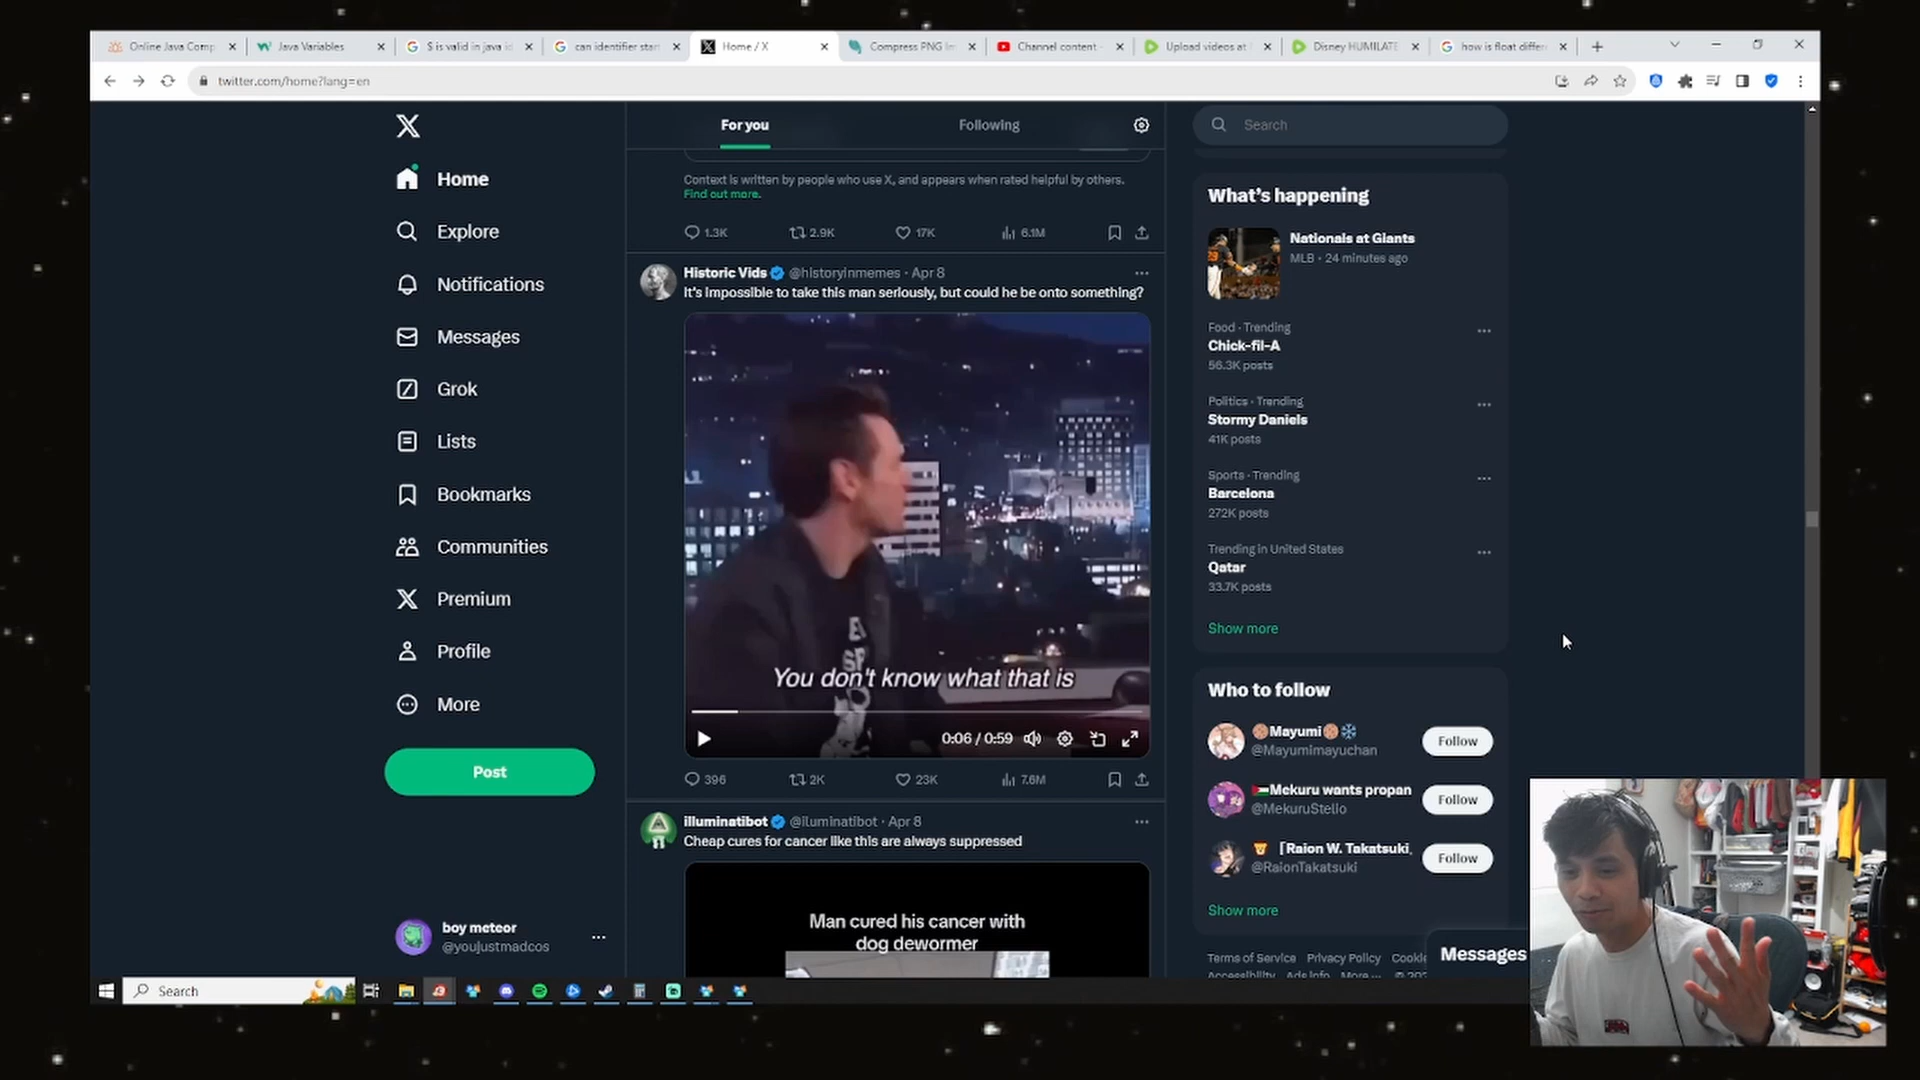 Online Java Comp
Java Variables
$ is valid in java id
can identifier start
Home / X
Compress PNG Im
Channel content -
Upload videos at
Disney HUMILATE
how is float differen
twitter.com/home?lang=en
Home
Explore
Notifications
Messages
Grok
Lists
Bookmarks
Communities
Premium
Profile
More
Post
boy meteor
@youjustmadcos
For you
Following
Context is written by people who use X, and appears when rated helpful by others.
Find out more.
1.3K 2.9K 17K 6.1M
Historic Vids @historyinmemes · Apr 8
It's impossible to take this man seriously, but could he be onto something?
You don't know what that is
0:06 / 0:59
396 2K 23K 7.6M
illuminatibot @iluminatibot · Apr 8
Cheap cures for cancer like this are always suppressed
Man cured his cancer with
dog dewormer
Search
What's happening
Nationals at Giants
MLB · 24 minutes ago
Food · Trending
Chick-fil-A
56.3K posts
Politics · Trending
Stormy Daniels
41K posts
Sports · Trending
Barcelona
272K posts
Trending in United States
Qatar
33.7K posts
Show more
Who to follow
Mayumi
@Mayumimayuchan
Follow
Mekuru wants propan
@MekuruStello
Follow
[Raion W. Takatsuki,
@RaionTakatsuki
Follow
Show more
Terms of Service Privacy Policy Cookie
Accessibility Ads info More ··· © 202
Messages
Search